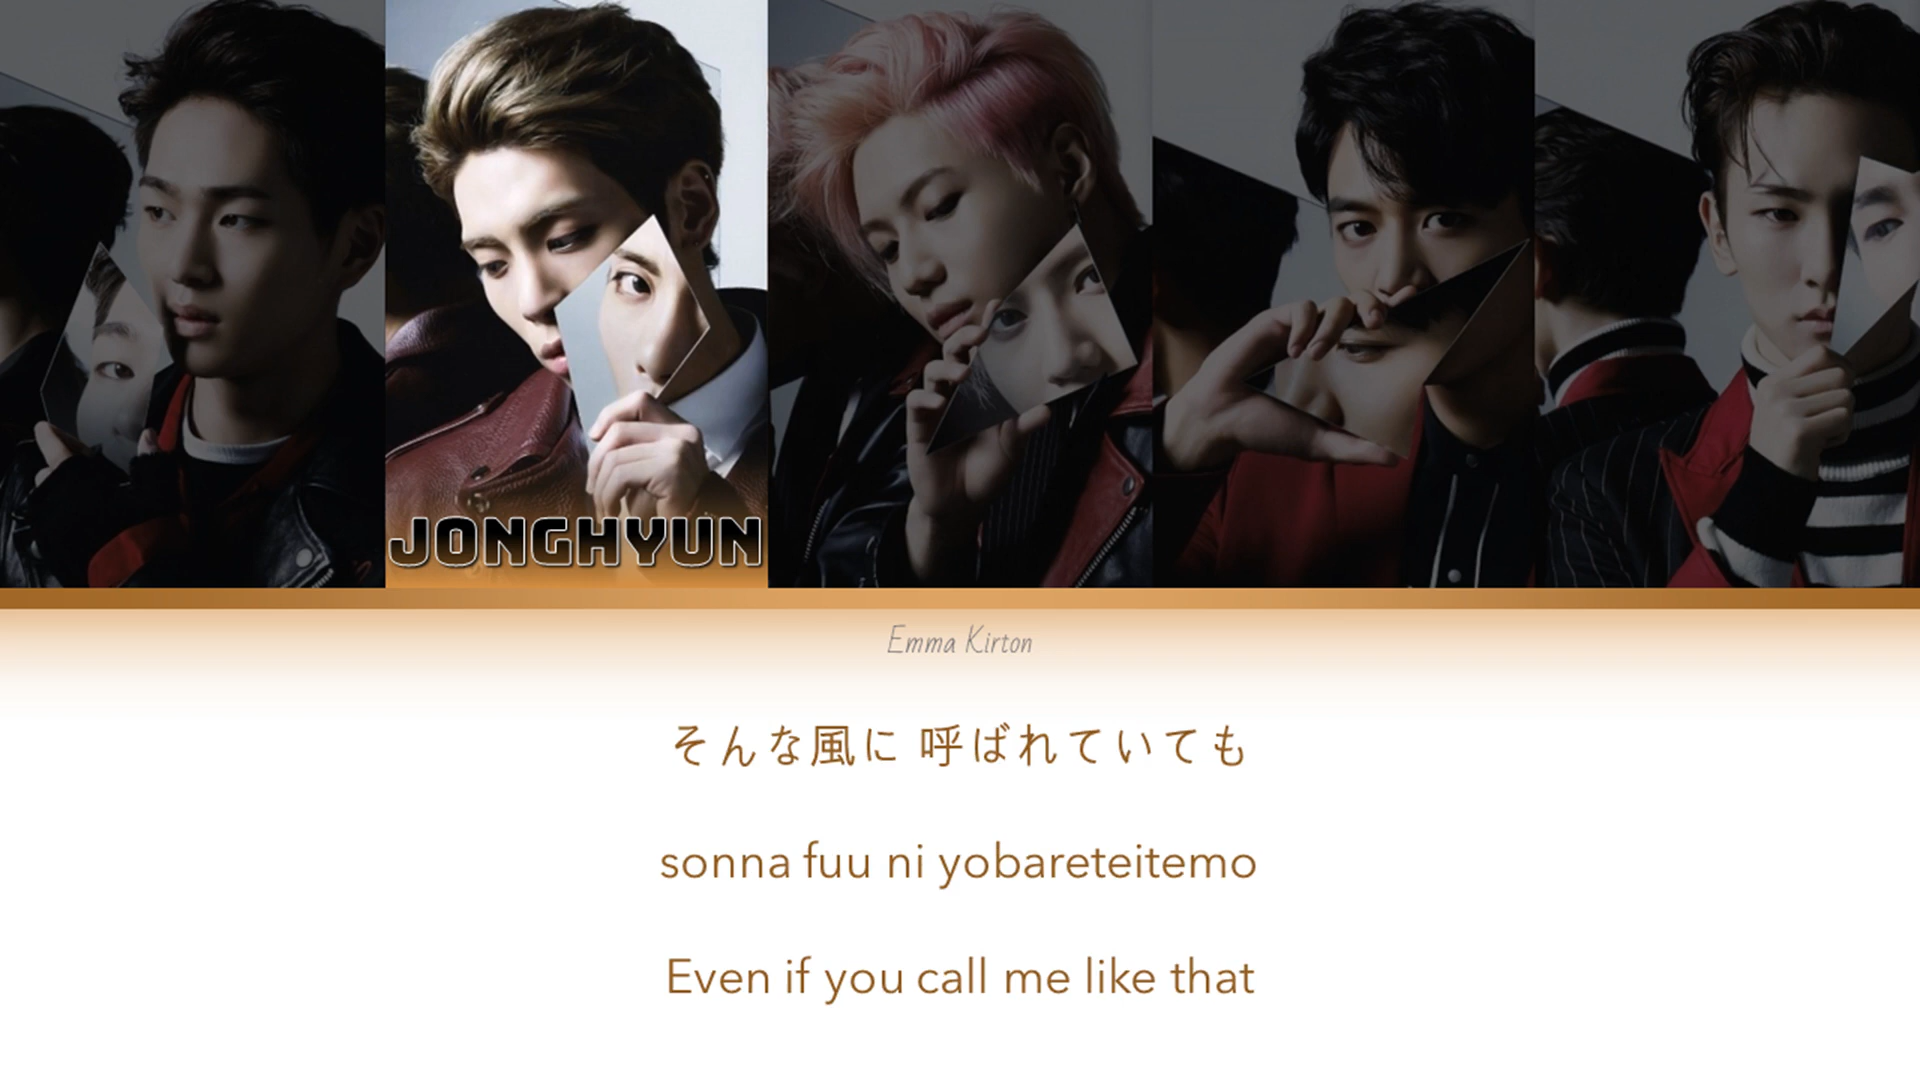 JONGHYUN
Emma Kirton
そんな風に 呼ばれていても
sonna fuu ni yobareteitemo
Even if you call me like that